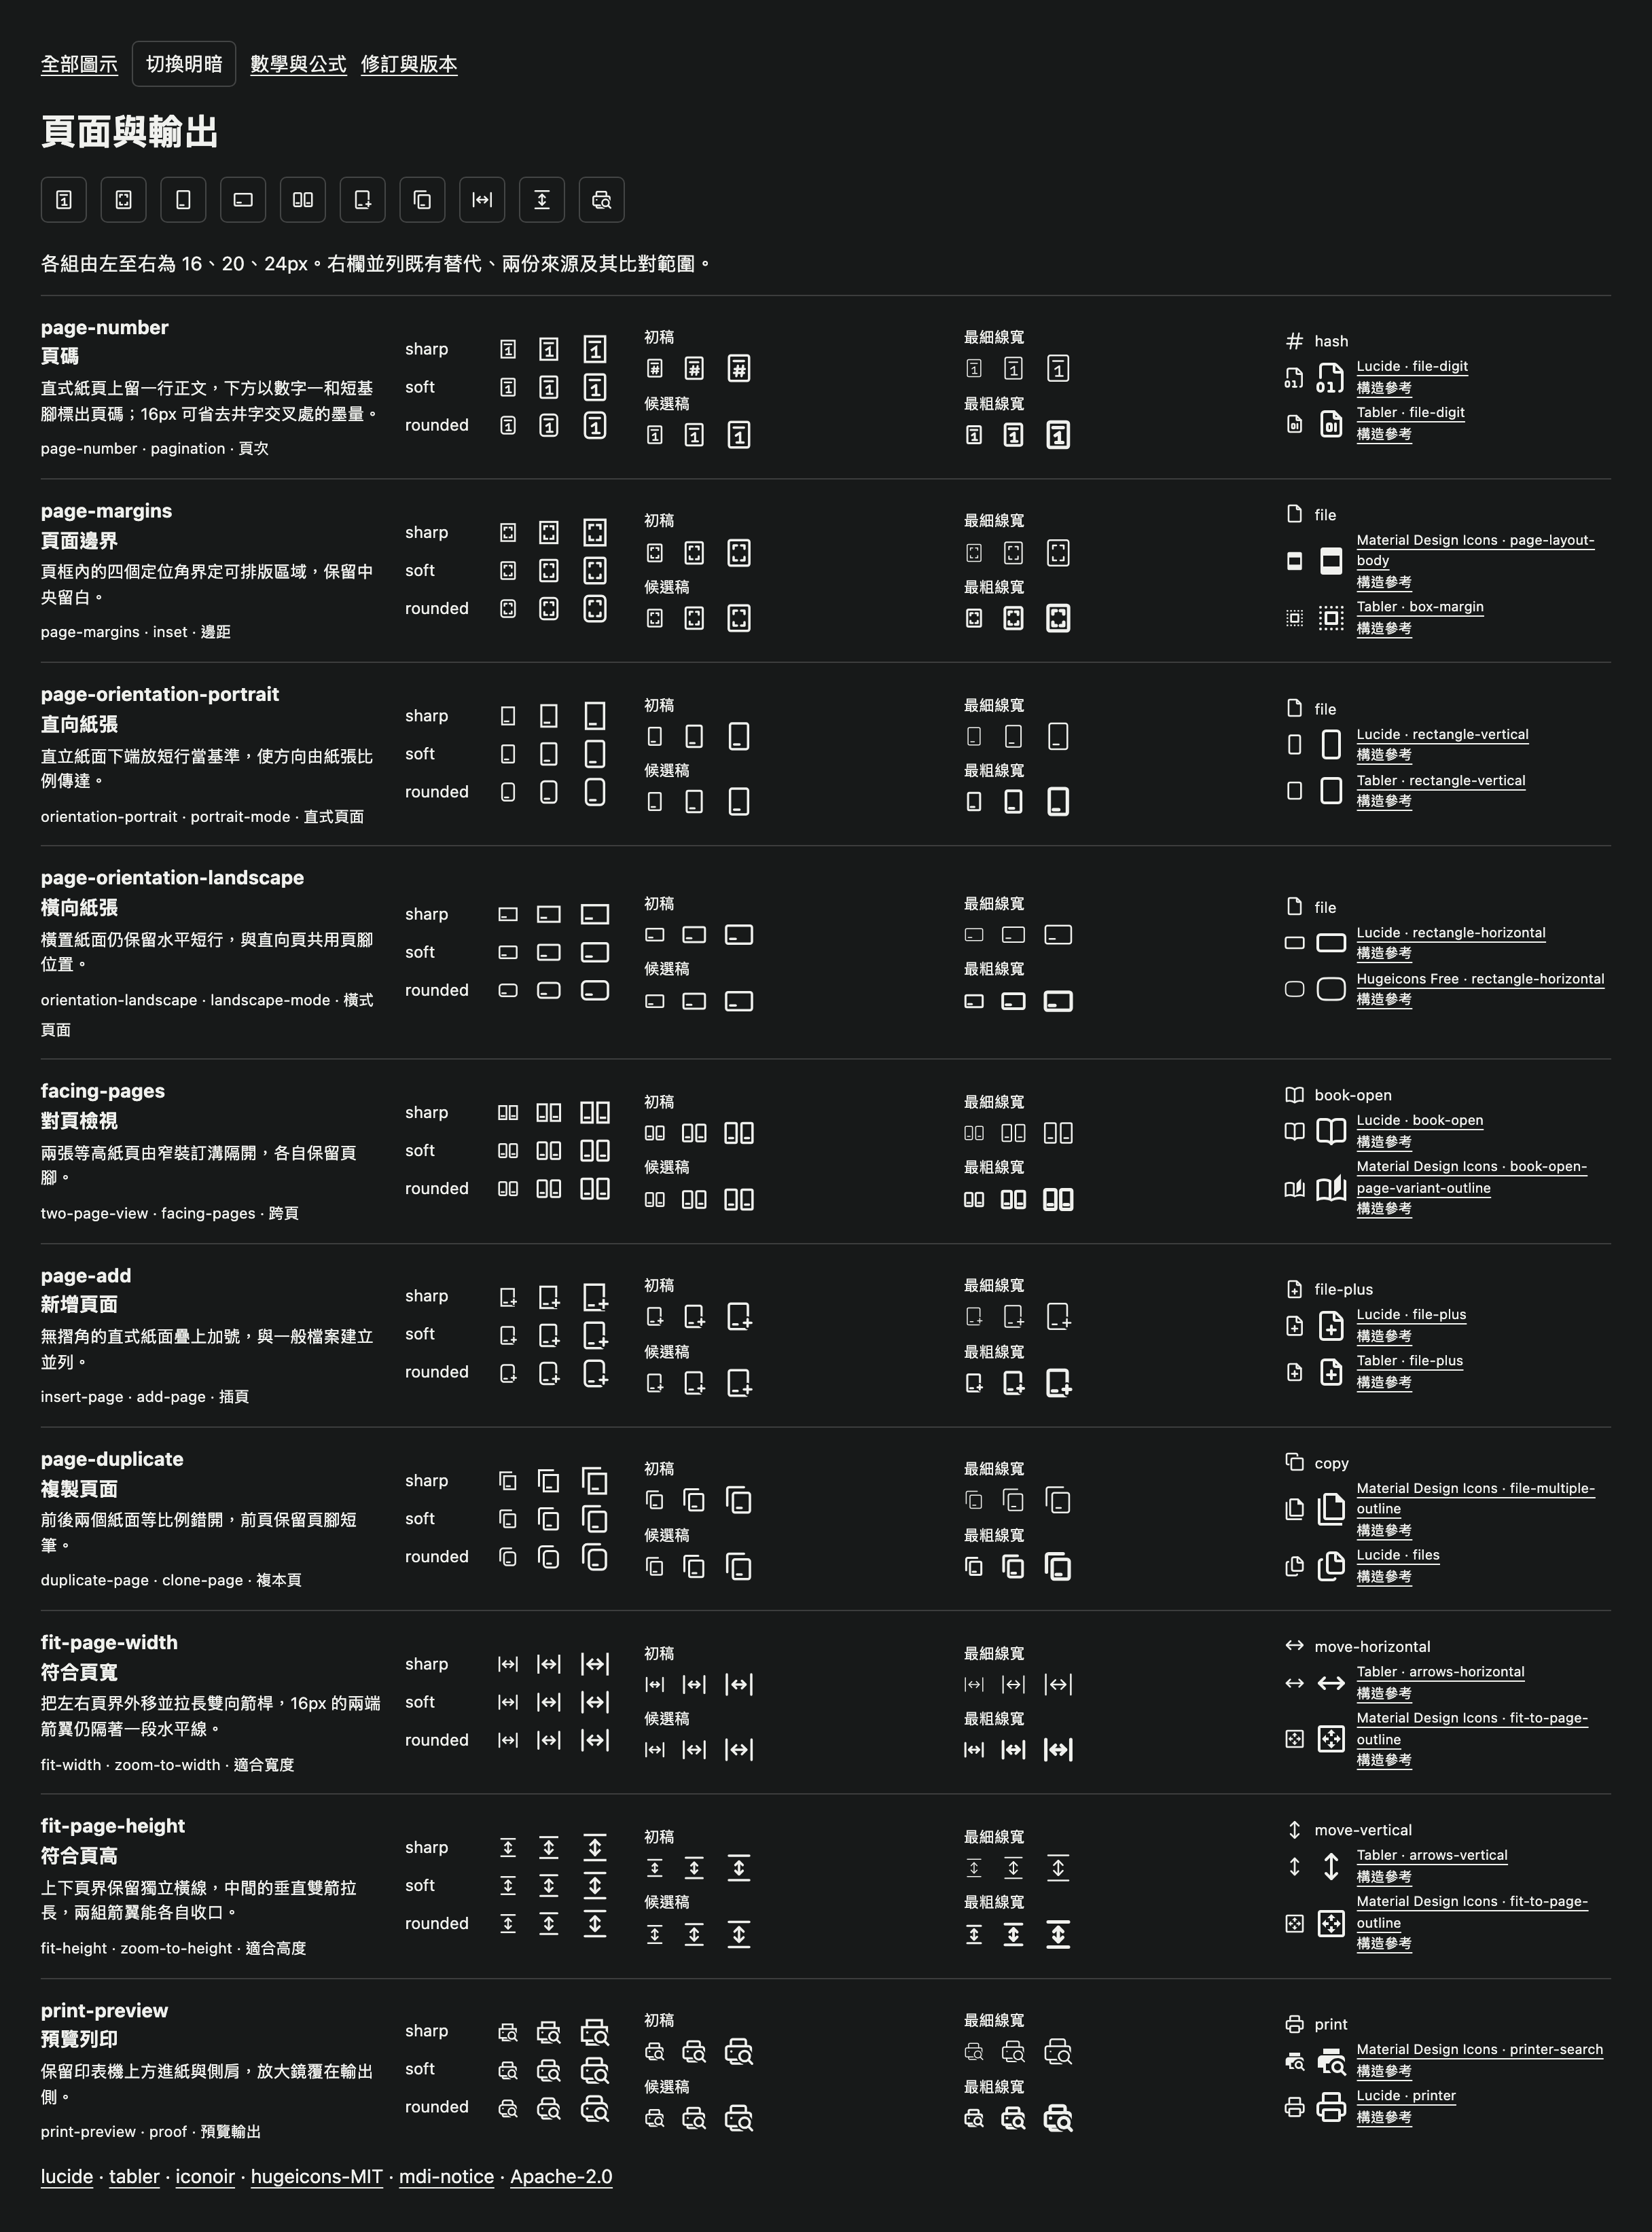 全部圖示 切換明暗 數學與公式 修訂與版本
頁面與輸出
各組由左至右為 16、20、24px。右欄並列既有替代、兩份來源及其比對範圍。
page-number
頁碼
直式紙頁上留一行正文，下方以數字一和短基
腳標出頁碼；16px 可省去井字交叉處的墨量。
page-number · pagination · 頁次
sharp
soft
rounded
初稿
候選稿
最細線寬
最粗線寬
hash
Lucide · file-digit
構造參考
Tabler · file-digit
構造參考
page-margins
頁面邊界
頁框內的四個定位角界定可排版區域，保留中
央留白。
page-margins · inset · 邊距
sharp
soft
rounded
初稿
候選稿
最細線寬
最粗線寬
file
Material Design Icons · page-layout-
body
構造參考
Tabler · box-margin
構造參考
page-orientation-portrait
直向紙張
直立紙面下端放短行當基準，使方向由紙張比
例傳達。
orientation-portrait · portrait-mode · 直式頁面
sharp
soft
rounded
初稿
候選稿
最細線寬
最粗線寬
file
Lucide · rectangle-vertical
構造參考
Tabler · rectangle-vertical
構造參考
page-orientation-landscape
橫向紙張
橫置紙面仍保留水平短行，與直向頁共用頁腳
位置。
orientation-landscape · landscape-mode · 橫式
頁面
sharp
soft
rounded
初稿
候選稿
最細線寬
最粗線寬
file
Lucide · rectangle-horizontal
構造參考
Hugeicons Free · rectangle-horizontal
構造參考
facing-pages
對頁檢視
兩張等高紙頁由窄裝訂溝隔開，各自保留頁
腳。
two-page-view · facing-pages · 跨頁
sharp
soft
rounded
初稿
候選稿
最細線寬
最粗線寬
book-open
Lucide · book-open
構造參考
Material Design Icons · book-open-
page-variant-outline
構造參考
page-add
新增頁面
無摺角的直式紙面疊上加號，與一般檔案建立
並列。
insert-page · add-page · 插頁
sharp
soft
rounded
初稿
候選稿
最細線寬
最粗線寬
file-plus
Lucide · file-plus
構造參考
Tabler · file-plus
構造參考
page-duplicate
複製頁面
前後兩個紙面等比例錯開，前頁保留頁腳短
筆。
duplicate-page · clone-page · 複本頁
sharp
soft
rounded
初稿
候選稿
最細線寬
最粗線寬
copy
Material Design Icons · file-multiple-
outline
構造參考
Lucide · files
構造參考
fit-page-width
符合頁寬
把左右頁界外移並拉長雙向箭桿，16px 的兩端
箭翼仍隔著一段水平線。
fit-width · zoom-to-width · 適合寬度
sharp
soft
rounded
初稿
候選稿
最細線寬
最粗線寬
move-horizontal
Tabler · arrows-horizontal
構造參考
Material Design Icons · fit-to-page-
outline
構造參考
fit-page-height
符合頁高
上下頁界保留獨立橫線，中間的垂直雙箭拉
長，兩組箭翼能各自收口。
fit-height · zoom-to-height · 適合高度
sharp
soft
rounded
初稿
候選稿
最細線寬
最粗線寬
move-vertical
Tabler · arrows-vertical
構造參考
Material Design Icons · fit-to-page-
outline
構造參考
print-preview
預覽列印
保留印表機上方進紙與側肩，放大鏡覆在輸出
側。
print-preview · proof · 預覽輸出
sharp
soft
rounded
初稿
候選稿
最細線寬
最粗線寬
print
Material Design Icons · printer-search
構造參考
Lucide · printer
構造參考
lucide · tabler · iconoir · hugeicons-MIT · mdi-notice · Apache-2.0